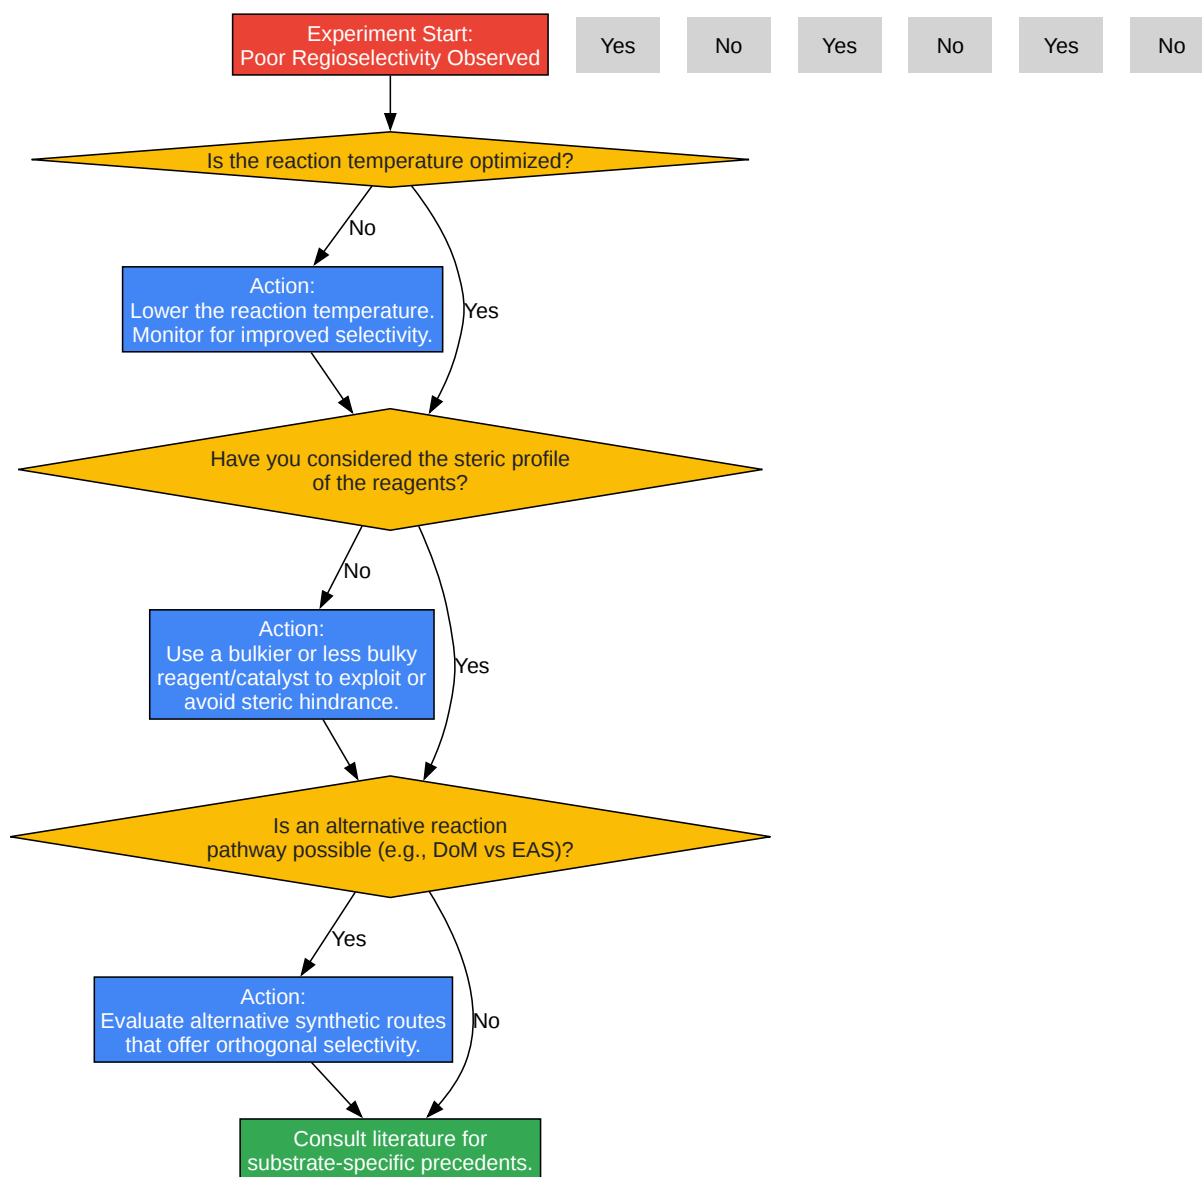 Experiment Start:
Poor Regioselectivity Observed
Yes
No
Yes
No
Yes
No
Is the reaction temperature optimized?
No
Action:
Lower the reaction temperature.
Monitor for improved selectivity.
Yes
Have you considered the steric profile
of the reagents?
No
Action:
Use a bulkier or less bulky
reagent/catalyst to exploit or
avoid steric hindrance.
Yes
Is an alternative reaction
pathway possible (e.g., DoM vs EAS)?
Yes
Action:
Evaluate alternative synthetic routes
that offer orthogonal selectivity.
No
Consult literature for
substrate-specific precedents.